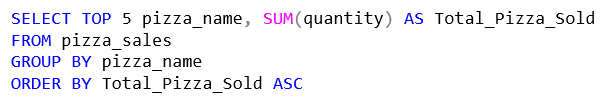 SELECT TOP 5 pizza_name, SUM(quantity) AS Total_Pizza_Sold
FROM pizza_sales
GROUP BY pizza_name
ORDER BY Total_Pizza_Sold ASC